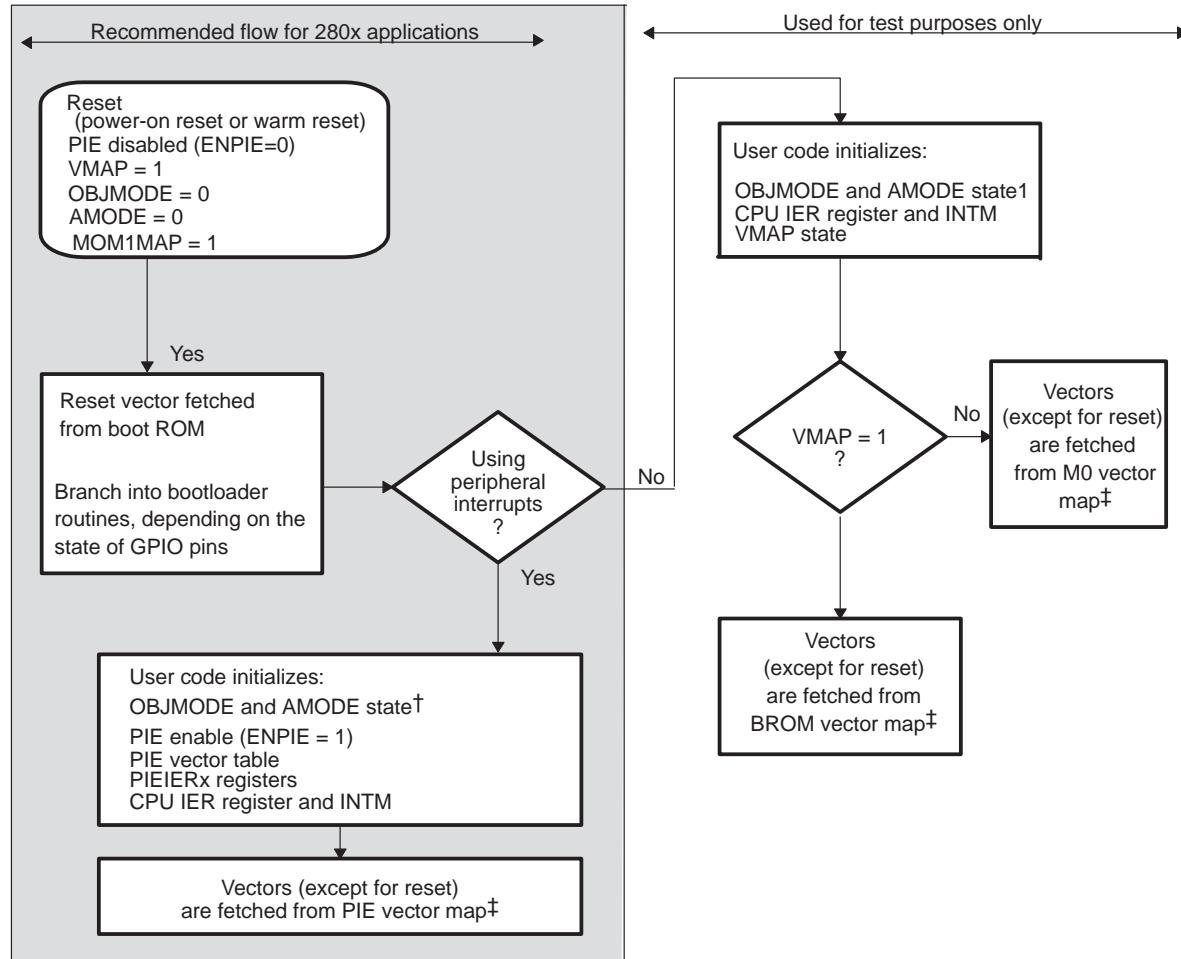 Recommended flow for 280x applications
Used for test purposes only
Reset
(power-on reset or warm reset)
PIE disabled (ENPIE=0)
VMAP = 1
OBJMODE = 0
AMODE = 0
MOM1MAP = 1
Yes
Reset vector fetched
from boot ROM
Branch into bootloader
routines, depending on the
state of GPIO pins
Using
peripheral
interrupts
?
No
Yes
User code initializes:
OBJMODE and AMODE state†
PIE enable (ENPIE = 1)
PIE vector table
PIEIERx registers
CPU IER register and INTM
Vectors (except for reset)
are fetched from PIE vector map‡
User code initializes:
OBJMODE and AMODE state1
CPU IER register and INTM
VMAP state
VMAP = 1
?
No
Vectors
(except for reset)
are fetched
from M0 vector
map‡
Vectors
(except for reset)
are fetched from
BROM vector map‡